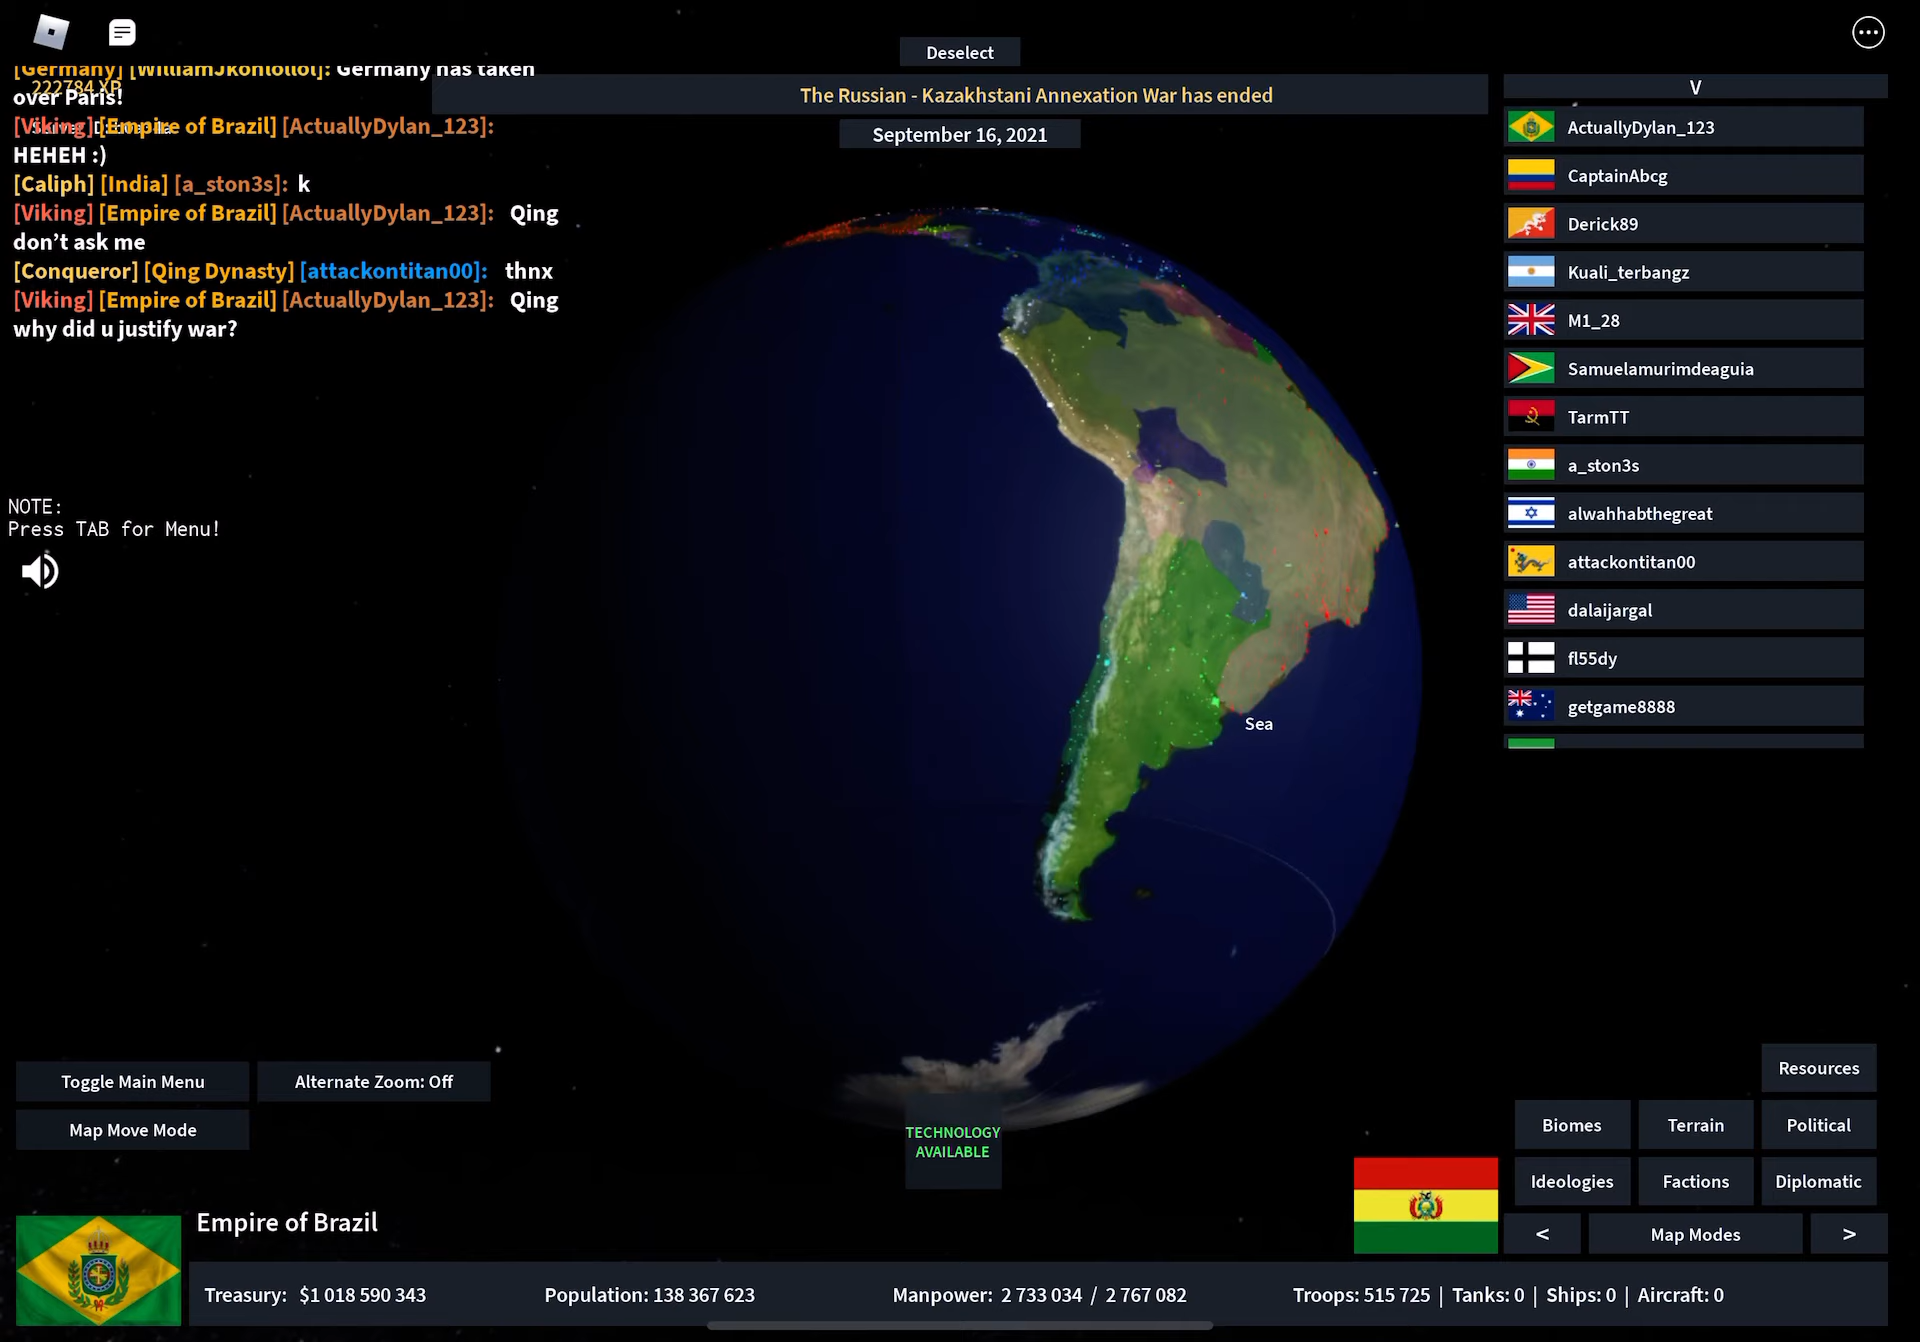 Deselect
[Germany] [WilliamJkohlollol]: Germany has taken
over Paris!
222784 XP
The Russian - Kazakhstani Annexation War has ended
V
[Viking] [Empire of Brazil] [ActuallyDylan_123]:
HEHEH :)
September 16, 2021
[Caliph] [India] [a_ston3s]: k
[Viking] [Empire of Brazil] [ActuallyDylan_123]: Qing
don't ask me
[Conqueror] [Qing Dynasty] [attackontitan00]: thnx
[Viking] [Empire of Brazil] [ActuallyDylan_123]: Qing
why did u justify war?
ActuallyDylan_123
CaptainAbcg
Derick89
Kuali_terbangz
M1_28
Samuelamurimdeaguia
TarmTT
a_ston3s
alwahhabthegreat
attackontitan00
dalaijargal
fl55dy
getgame8888
NOTE:
Press TAB for Menu!
Sea
Toggle Main Menu
Alternate Zoom: Off
Map Move Mode
TECHNOLOGY
AVAILABLE
Resources
Biomes
Terrain
Political
Ideologies
Factions
Diplomatic
<
Map Modes
>
Empire of Brazil
Treasury: $1 018 590 343
Population: 138 367 623
Manpower: 2 733 034 / 2 767 082
Troops: 515 725 | Tanks: 0 | Ships: 0 | Aircraft: 0